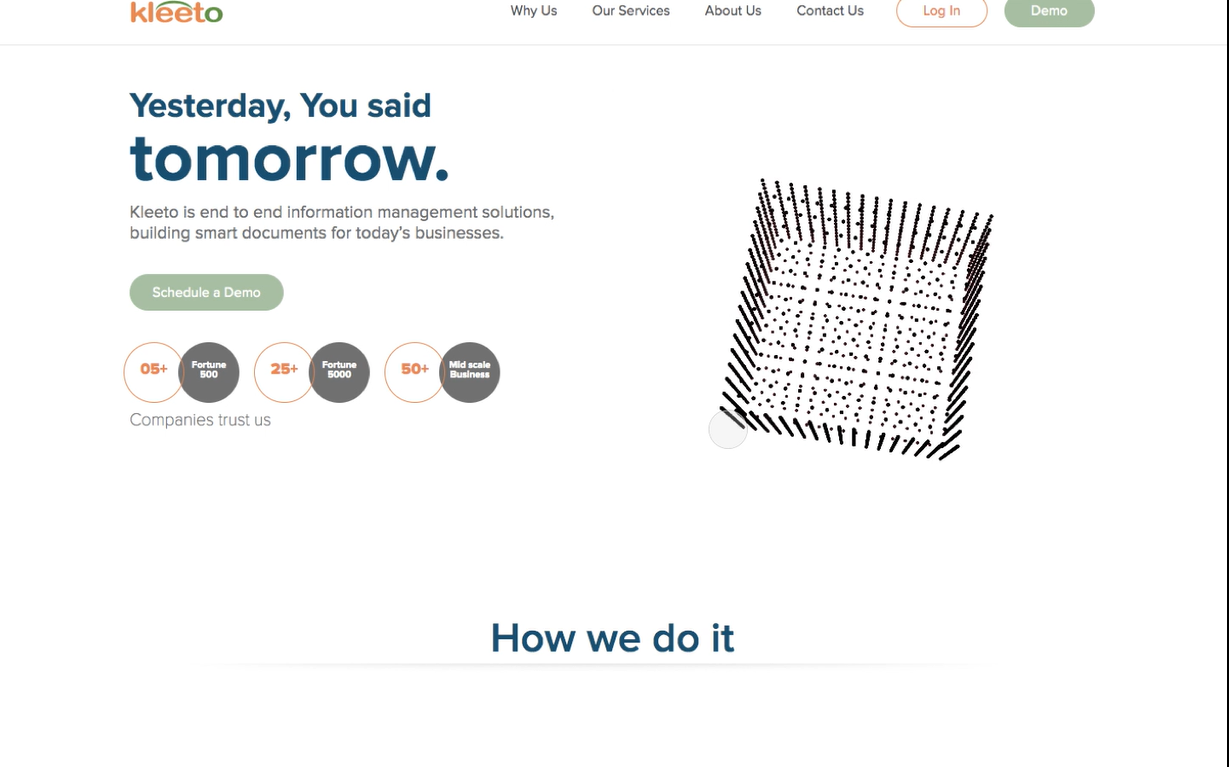 kleeto
Why Us
Our Services
About Us
Contact Us
Log In
Demo
Yesterday, You said
tomorrow.
Kleeto is end to end information management solutions,
building smart documents for today's businesses.
Schedule a Demo
05+
Fortune
500
25+
Fortune
5000
50+
Mid scale
Business
Companies trust us
How we do it